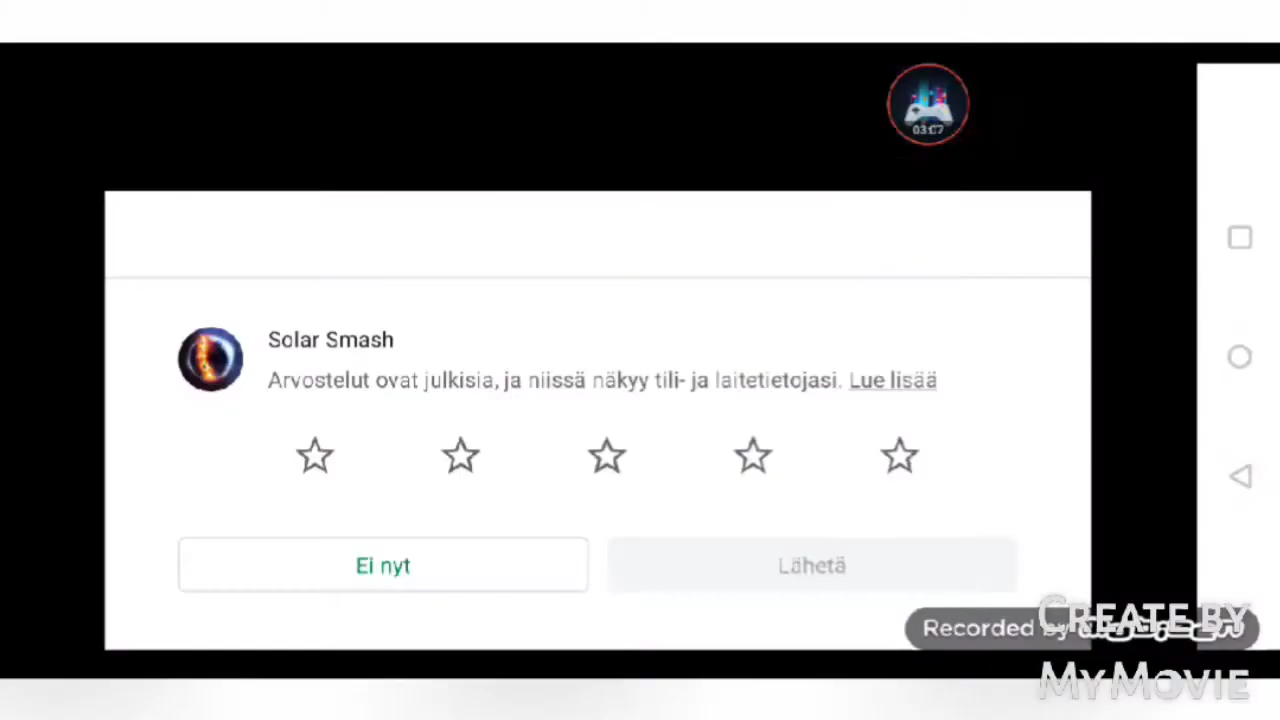 03:07
Solar Smash
Arvostelut ovat julkisia, ja niissä näkyy tili- ja laitetietojasi. Lue lisää
Ei nyt
Lähetä
Recorded by
CREATE BY
MYMOVIE